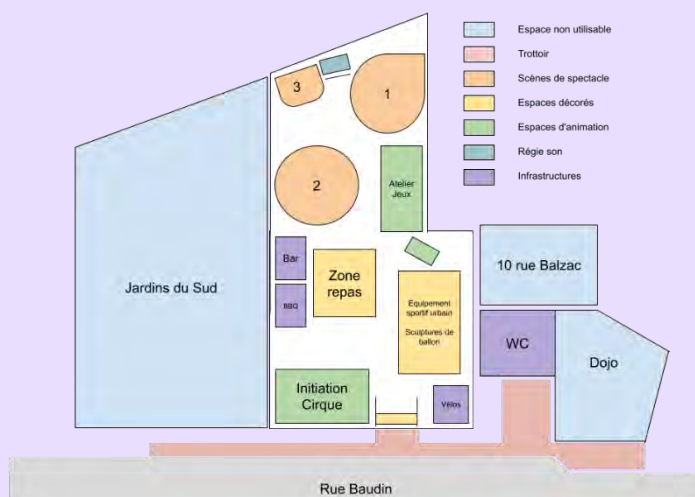 Espace non utilisable
Trottoir
Scènes de spectacle
Espaces décorés
Espaces d'animation
Régie son
Infrastructures
3
1
2
Atelier
Jeux
Bar
BBQ
Zone
repas
Equipement
sportif urbain
Sculptures de
ballon
Jardins du Sud
10 rue Balzac
WC
Dojo
Initiation
Cirque
Vélos
Rue Baudin